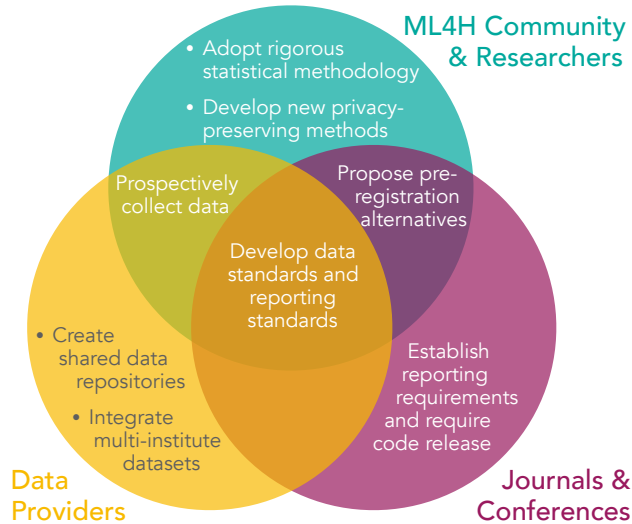 ML4H Community
& Researchers
• Adopt rigorous
statistical methodology
• Develop new privacy-
preserving methods
Prospectively
collect data
Propose pre-
registration
alternatives
Develop data
standards and
reporting
standards
• Create
shared data
repositories
• Integrate
multi-institute
datasets
Establish
reporting
requirements
and require
code release
Data
Providers
Journals &
Conferences